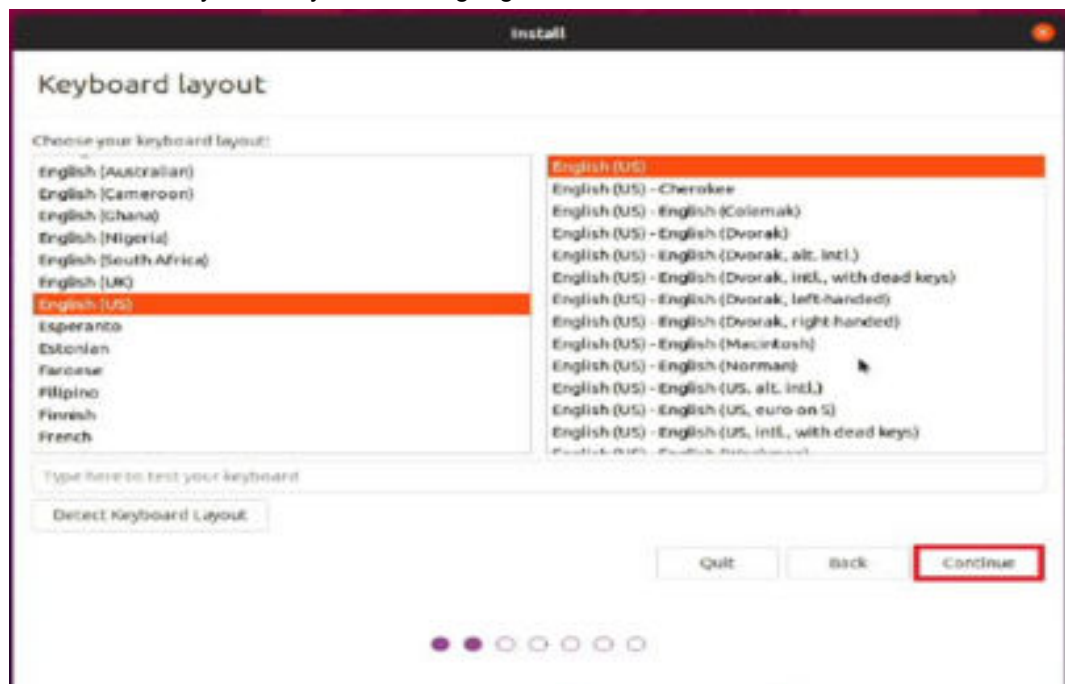 Install
Keyboard layout
Choose your keyboard layout:
English (Australian)
English (Cameroon)
English (Ghana)
English (Nigeria)
English (South Africa)
English (UK)
English (US)
Esperanto
Estonian
Faroese
Filipino
Finnish
French
English (US)
English (US) - Cherokee
English (US) - English (Colemak)
English (US) - English (Dvorak)
English (US) - English (Dvorak, alt. intl.)
English (US) - English (Dvorak, intl., with dead keys)
English (US) - English (Dvorak, left-handed)
English (US) - English (Dvorak, right-handed)
English (US) - English (Macintosh)
English (US) - English (Norman)
English (US) - English (US, alt. intl.)
English (US) - English (US, euro on 5)
English (US) - English (US, intl., with dead keys)
English (US) - English (Workman)
Type here to test your keyboard
Detect Keyboard Layout
Quit
Back
Continue